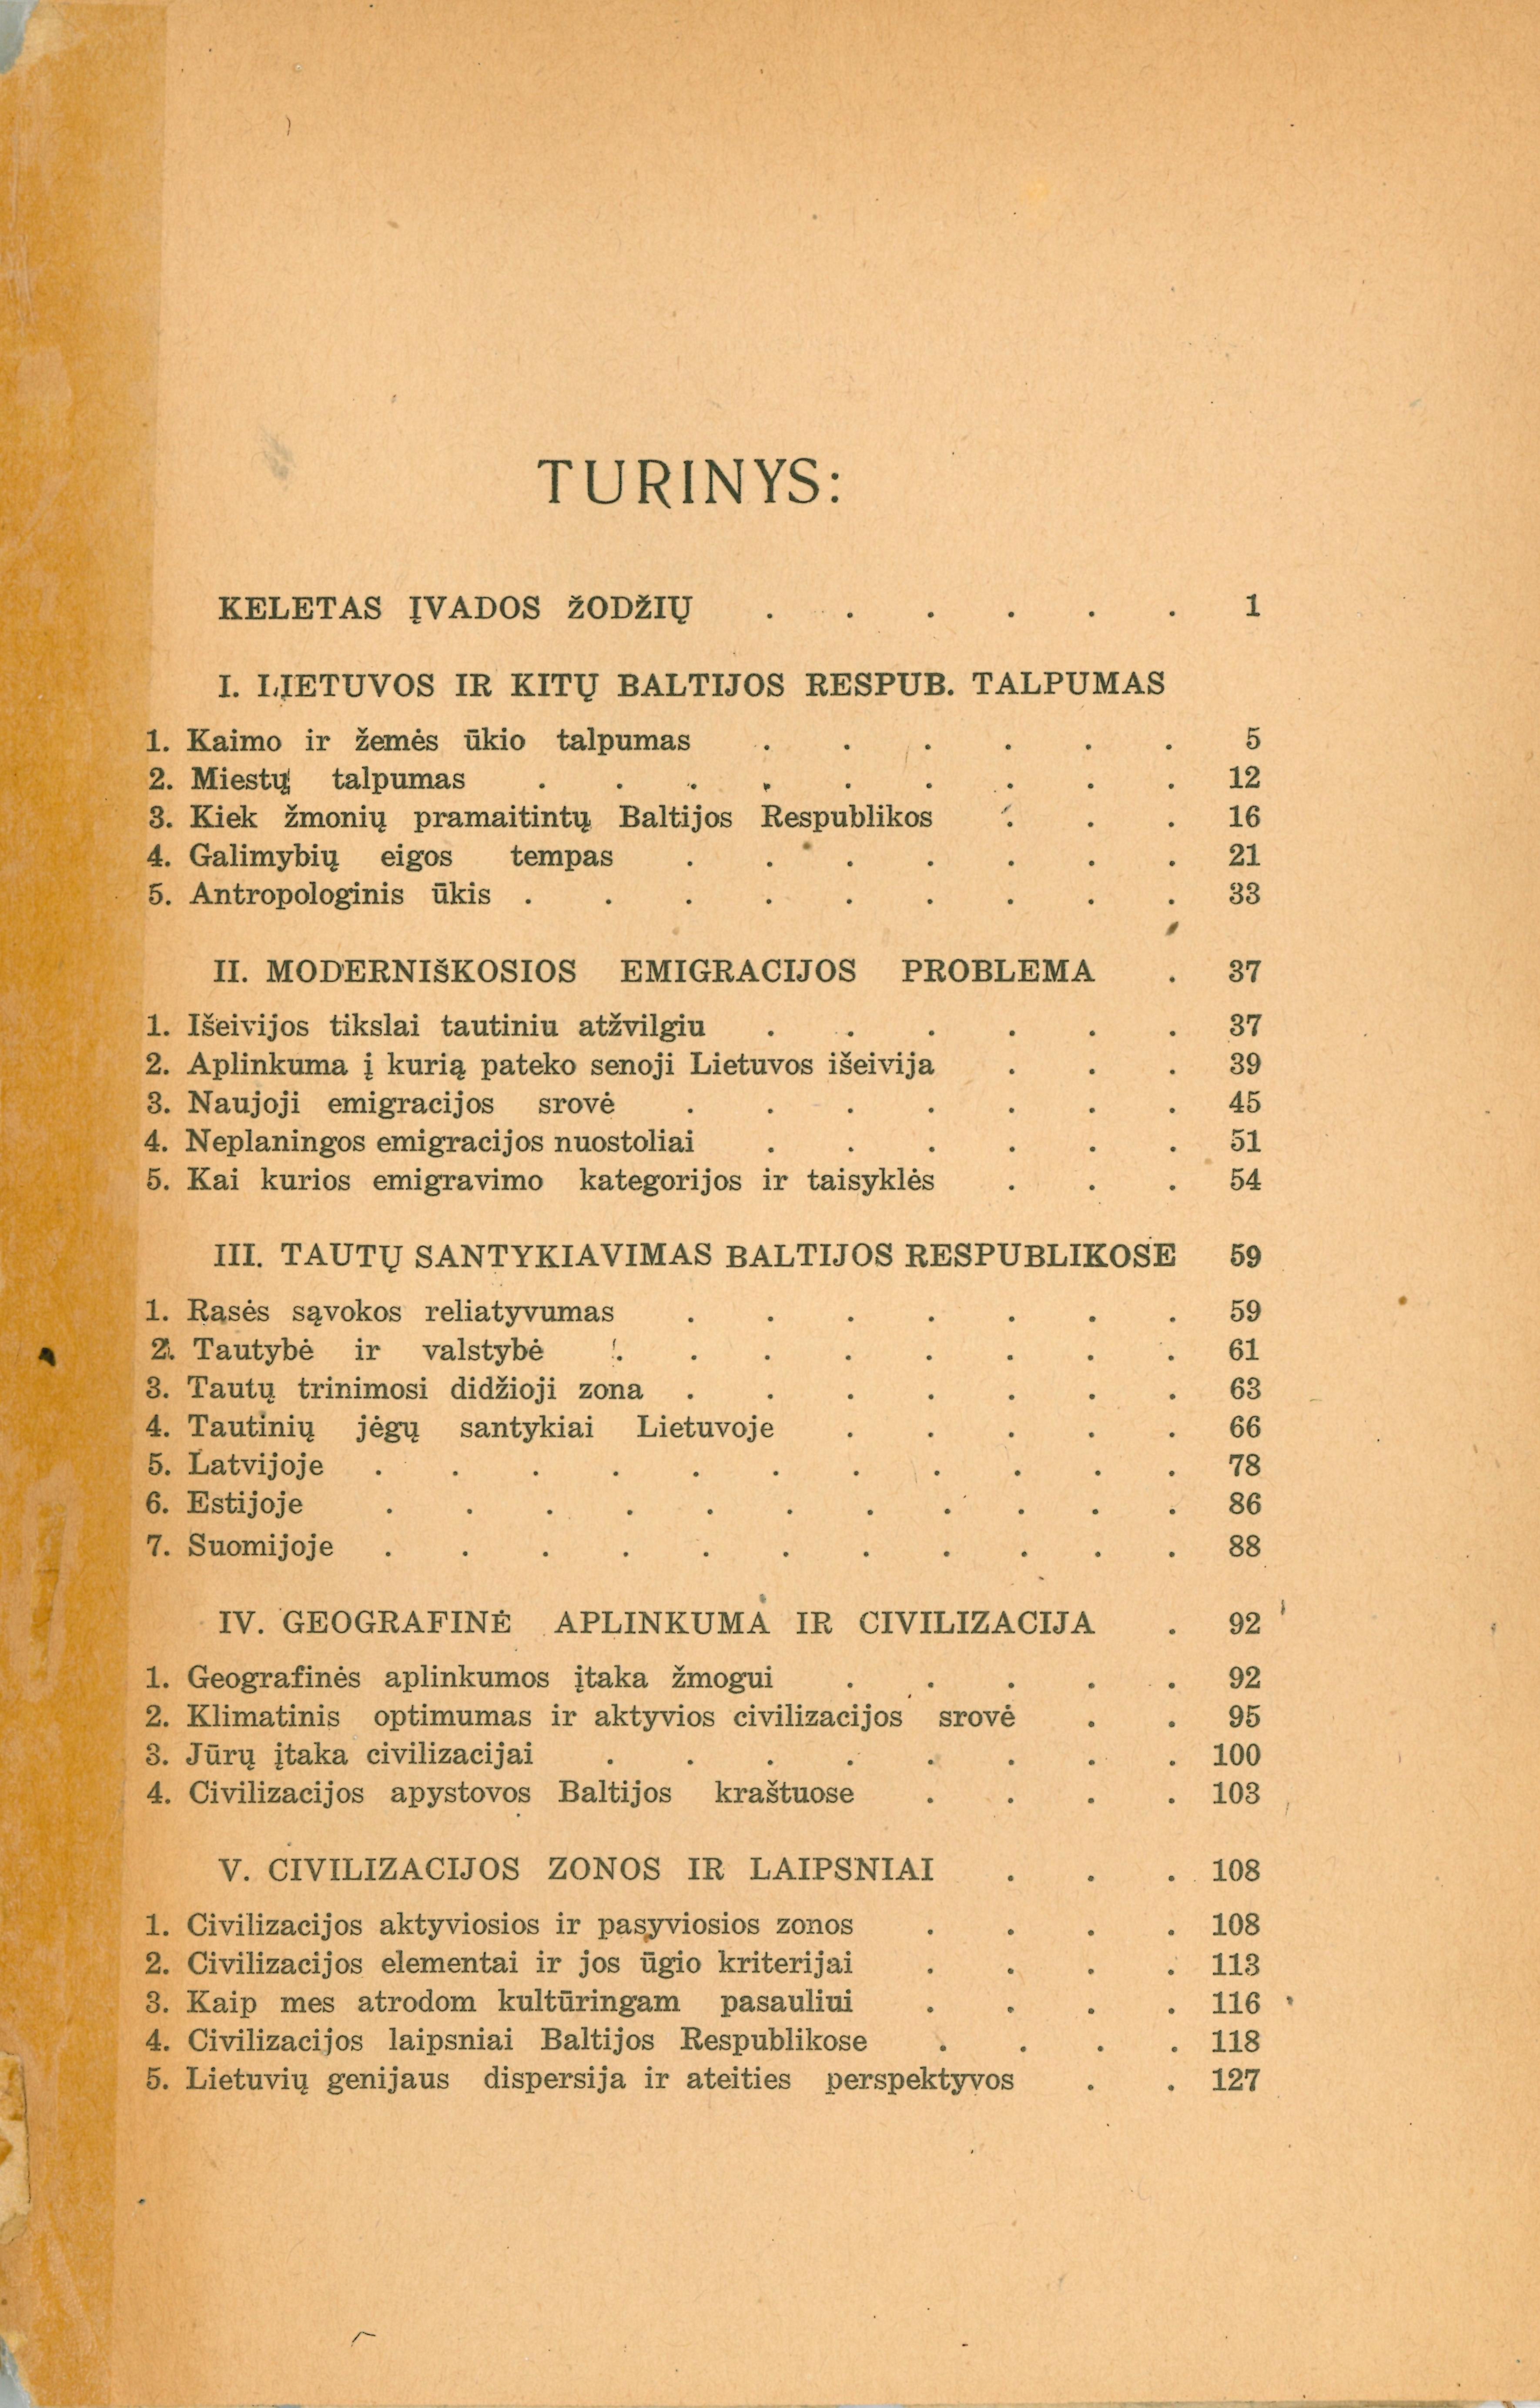 TURINYS:
KELETAS ĮVADOS ŽODŽIŲ . . . . . . 1
I. LIETUVOS IR KITŲ BALTIJOS RESPUB. TALPUMAS
1. Kaimo ir žemės ūkio talpumas . . . . . . 5
2. Miestų talpumas . . . . . . . . . 12
3. Kiek žmonių pramaitintų Baltijos Respublikos . . . 16
4. Galimybių eigos tempas . . . . . . . 21
5. Antropologinis ūkis . . . . . . . . . 33
II. MODERNIŠKOSIOS EMIGRACIJOS PROBLEMA . 37
1. Išeivijos tikslai tautiniu atžvilgiu . . . . . . 37
2. Aplinkuma į kurią pateko senoji Lietuvos išeivija . . . 39
3. Naujoji emigracijos srovė . . . . . . . 45
4. Neplaningos emigracijos nuostoliai . . . . . . 51
5. Kai kurios emigravimo kategorijos ir taisyklės . . . 54
III. TAUTŲ SANTYKIAVIMAS BALTIJOS RESPUBLIKOSE 59
1. Rasės sąvokos reliatyvumas . . . . . . . 59
2. Tautybė ir valstybė . . . . . . . . 61
3. Tautų trinimosi didžioji zona . . . . . . . 63
4. Tautinių jėgų santykiai Lietuvoje . . . . . 66
5. Latvijoje . . . . . . . . . . . 78
6. Estijoje . . . . . . . . . . . 86
7. Suomijoje . . . . . . . . . . . 88
IV. GEOGRAFINĖ APLINKUMA IR CIVILIZACIJA . 92
1. Geografinės aplinkumos įtaka žmogui . . . . . 92
2. Klimatinis optimumas ir aktyvios civilizacijos srovė . . 95
3. Jūrų įtaka civilizacijai . . . . . . . . 100
4. Civilizacijos apystovos Baltijos kraštuose . . . . 103
V. CIVILIZACIJOS ZONOS IR LAIPSNIAI . . . 108
1. Civilizacijos aktyviosios ir pasyviosios zonos . . . . 108
2. Civilizacijos elementai ir jos ūgio kriterijai . . . . 113
3. Kaip mes atrodom kultūringam pasauliui . . . . 116
4. Civilizacijos laipsniai Baltijos Respublikose . . . . 118
5. Lietuvių genijaus dispersija ir ateities perspektyvos . . 127